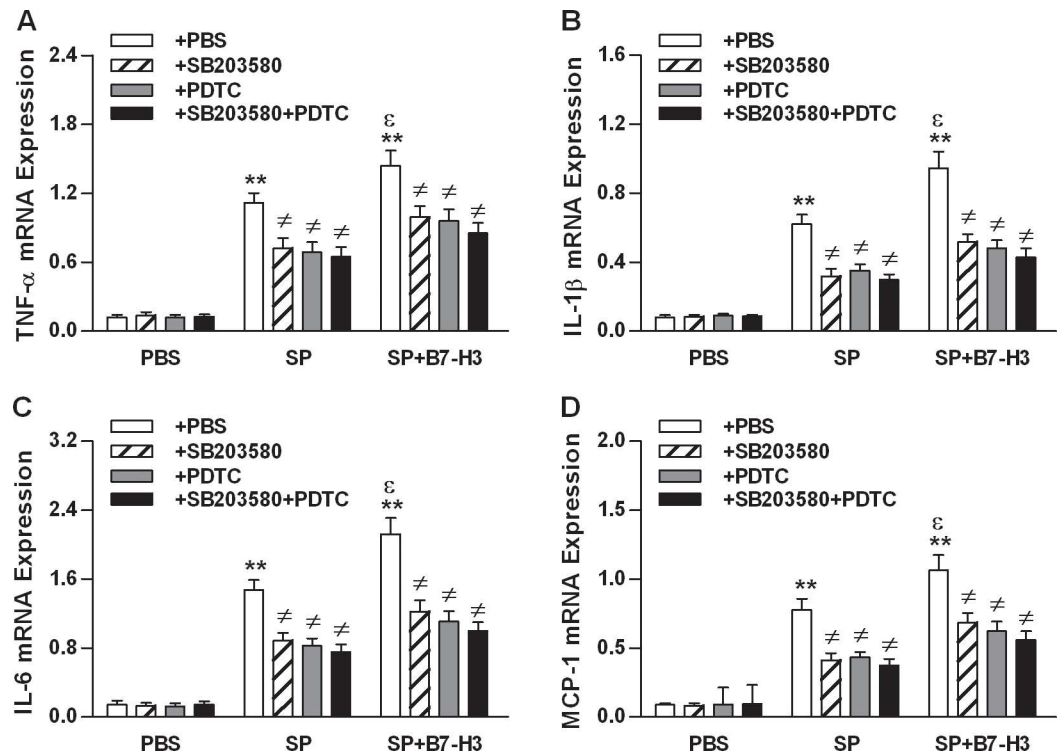 A
TNF-α mRNA Expression
2.4
1.8
1.2
0.6
0.0
+PBS
+SB203580
+PDTC
+SB203580+PDTC
**
≠ ≠ ≠
ε
**
≠ ≠ ≠
PBS SP SP+B7-H3
B
IL-1β mRNA Expression
1.6
1.2
0.8
0.4
0.0
+PBS
+SB203580
+PDTC
+SB203580+PDTC
**
≠ ≠ ≠
ε
**
≠ ≠ ≠
PBS SP SP+B7-H3
C
IL-6 mRNA Expression
3.2
2.4
1.6
0.8
0.0
+PBS
+SB203580
+PDTC
+SB203580+PDTC
**
≠ ≠ ≠
ε
**
≠ ≠ ≠
PBS SP SP+B7-H3
D
MCP-1 mRNA Expression
2.0
1.5
1.0
0.5
0.0
+PBS
+SB203580
+PDTC
+SB203580+PDTC
**
≠ ≠ ≠
ε
**
≠ ≠ ≠
PBS SP SP+B7-H3